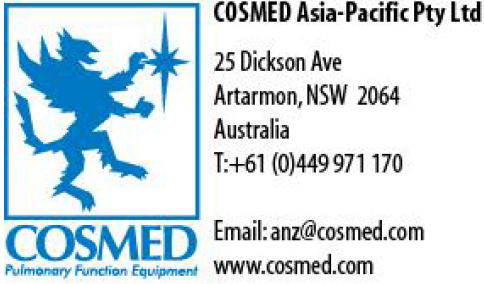 COSMED Asia-Pacific Pty Ltd
25 Dickson Ave
Artarmon, NSW 2064
Australia
T:+61 (0)449 971 170
Email: anz@cosmed.com
www.cosmed.com
COSMED
Pulmonary Function Equipment